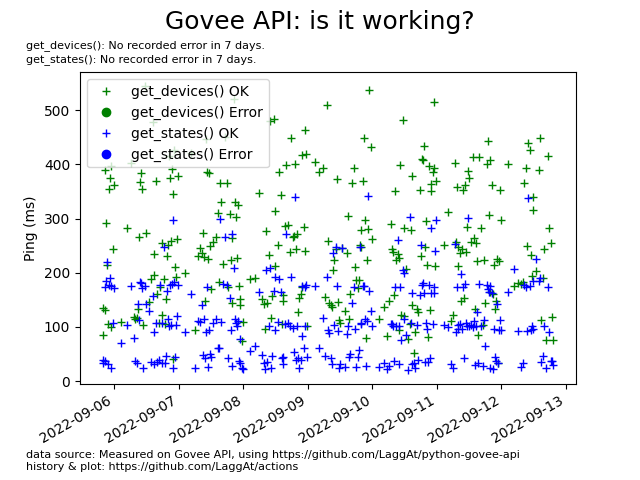 Govee API: is it working?
get_devices(): No recorded error in 7 days.
get_states(): No recorded error in 7 days.
get_devices() OK
get_devices() Error
get_states() OK
get_states() Error
Ping (ms)
500
400
300
200
100
0
2022-09-06
2022-09-07
2022-09-08
2022-09-09
2022-09-10
2022-09-11
2022-09-12
2022-09-13
data source: Measured on Govee API, using https://github.com/LaggAt/python-govee-api
history & plot: https://github.com/LaggAt/actions